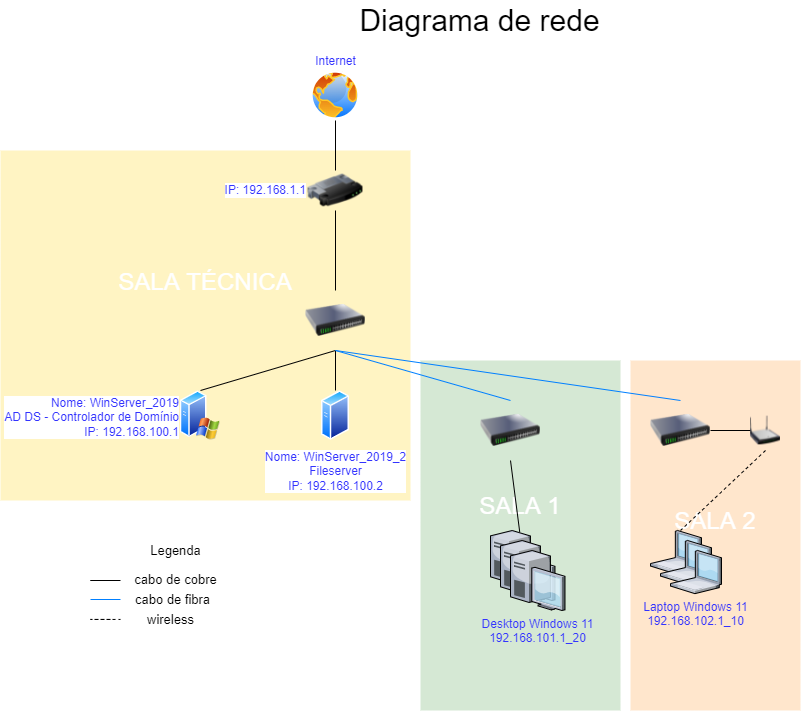 Diagrama de rede
Internet
IP: 192.168.1.1
SALA TÉCNICA
Nome: WinServer_2019
AD DS - Controlador de Domínio
IP: 192.168.100.1
Nome: WinServer_2019_2
Fileserver
IP: 192.168.100.2
SALA 1
SALA 2
Desktop Windows 11
192.168.101.1_20
Laptop Windows 11
192.168.102.1_10
Legenda
cabo de cobre
cabo de fibra
wireless